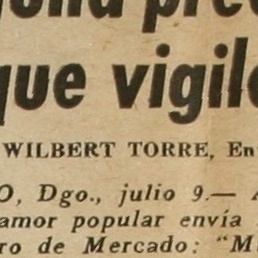 que vigil
WILBERT TORRE, En
O, Dgo., julio 9.— A
amor popular envía
ro de Mercado: "M